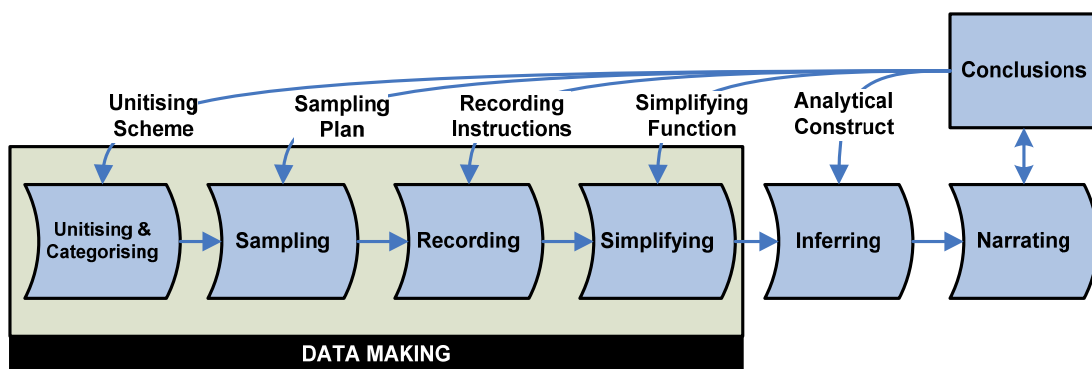 Conclusions
Unitising
Scheme
Sampling
Plan
Recording
Instructions
Simplifying
Function
Analytical
Construct
Unitising &
Categorising
Sampling
Recording
Simplifying
Inferring
Narrating
DATA MAKING